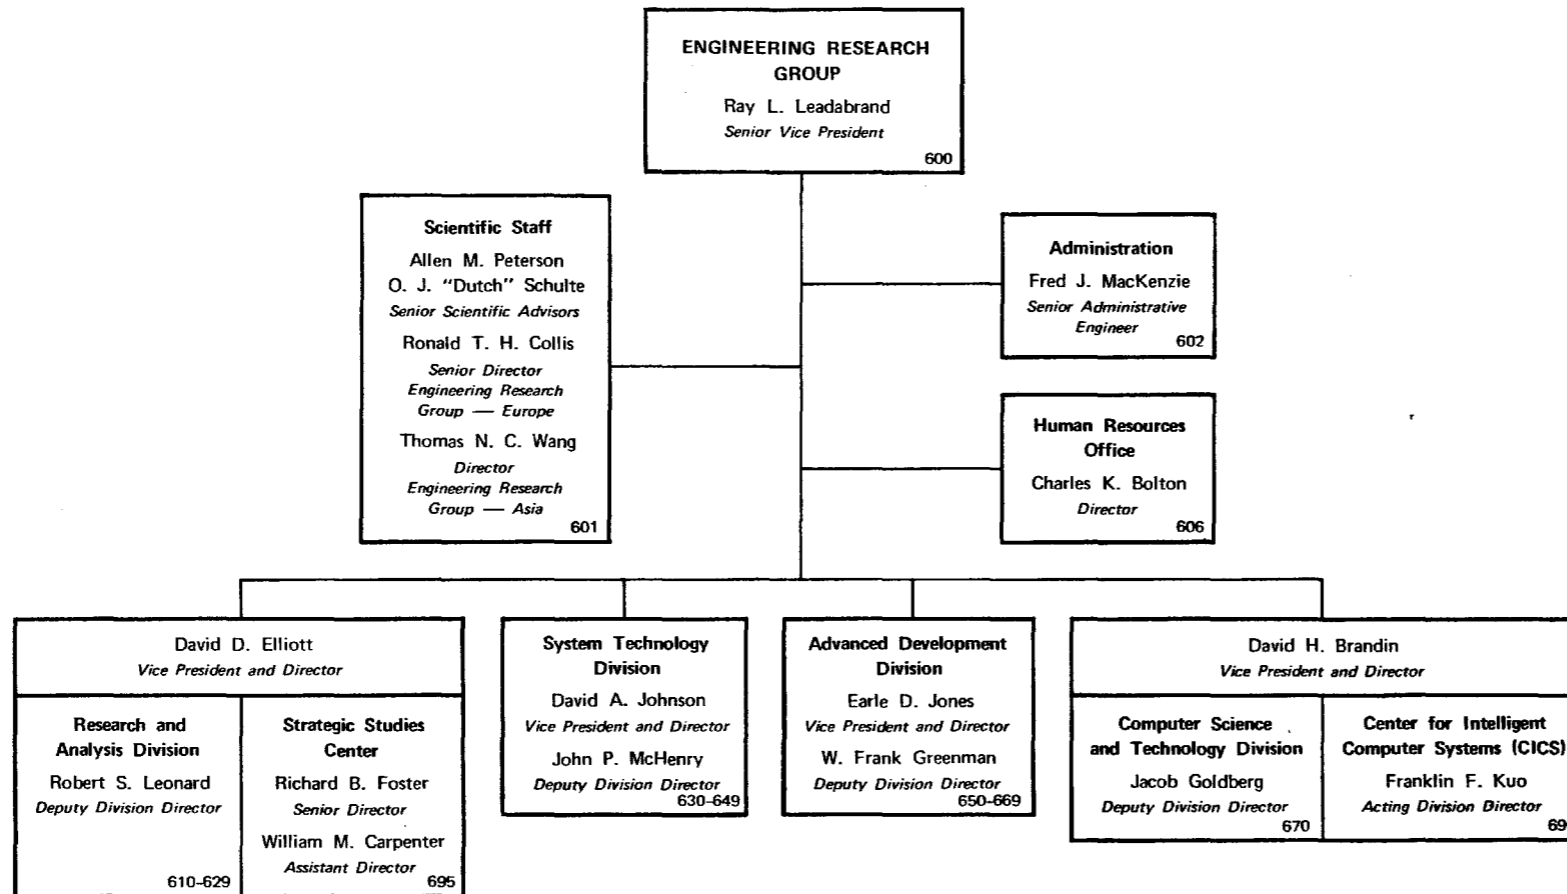 ENGINEERING RESEARCH
GROUP
Ray L. Leadabrand
Senior Vice President
600
Scientific Staff
Allen M. Peterson
O. J. "Dutch" Schulte
Senior Scientific Advisors
Ronald T. H. Collis
Senior Director
Engineering Research
Group — Europe
Thomas N. C. Wang
Director
Engineering Research
Group — Asia
601
Administration
Fred J. MacKenzie
Senior Administrative
Engineer
602
Human Resources
Office
Charles K. Bolton
Director
606
David D. Elliott
Vice President and Director
Research and
Analysis Division
Robert S. Leonard
Deputy Division Director
610-629
Strategic Studies
Center
Richard B. Foster
Senior Director
William M. Carpenter
Assistant Director
695
System Technology
Division
David A. Johnson
Vice President and Director
John P. McHenry
Deputy Division Director
630-649
Advanced Development
Division
Earle D. Jones
Vice President and Director
W. Frank Greenman
Deputy Division Director
650-669
David H. Brandin
Vice President and Director
Computer Science
and Technology Division
Jacob Goldberg
Deputy Division Director
670
Center for Intelligent
Computer Systems (CICS)
Franklin F. Kuo
Acting Division Director